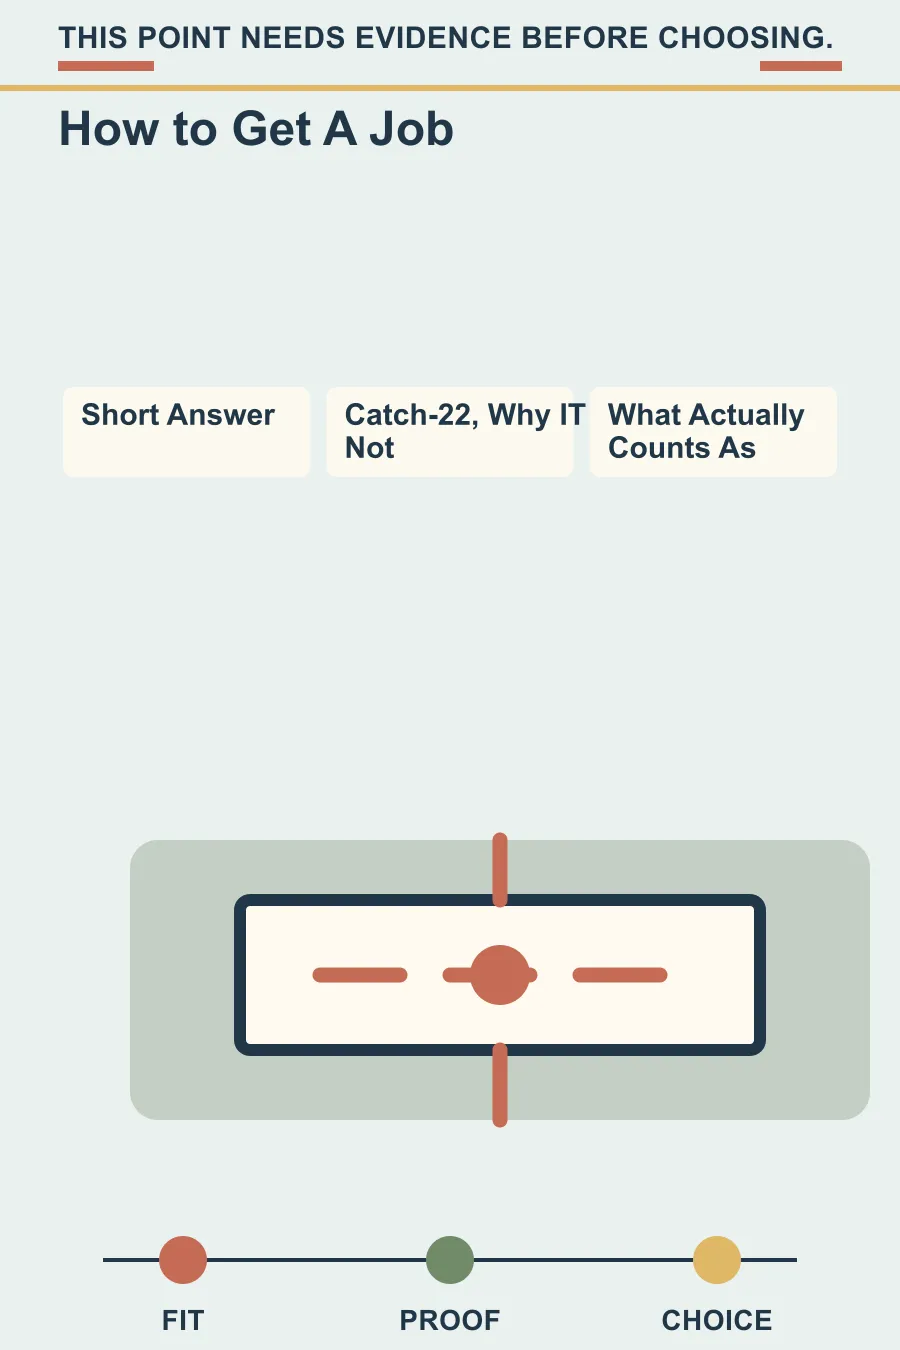 THIS POINT NEEDS EVIDENCE BEFORE CHOOSING.
How to Get A Job
Short Answer
Catch-22, Why IT
Not
What Actually
Counts As
FIT
PROOF
CHOICE